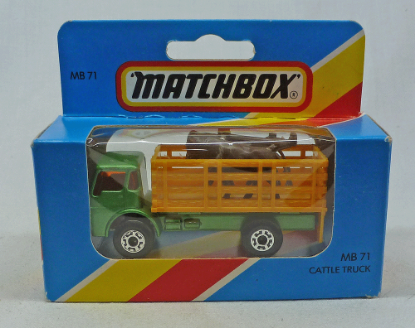 MB 71
"MATCHBOX"®
MB 71
CATTLE TRUCK